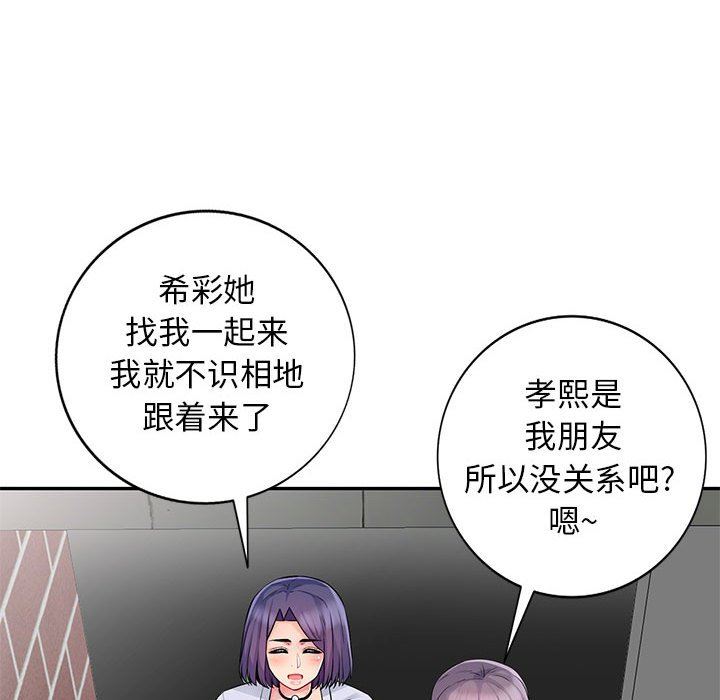 希彩她
找我一起来
我就不识相地
跟着来了
孝熙是
我朋友
所以没关系吧?
嗯~